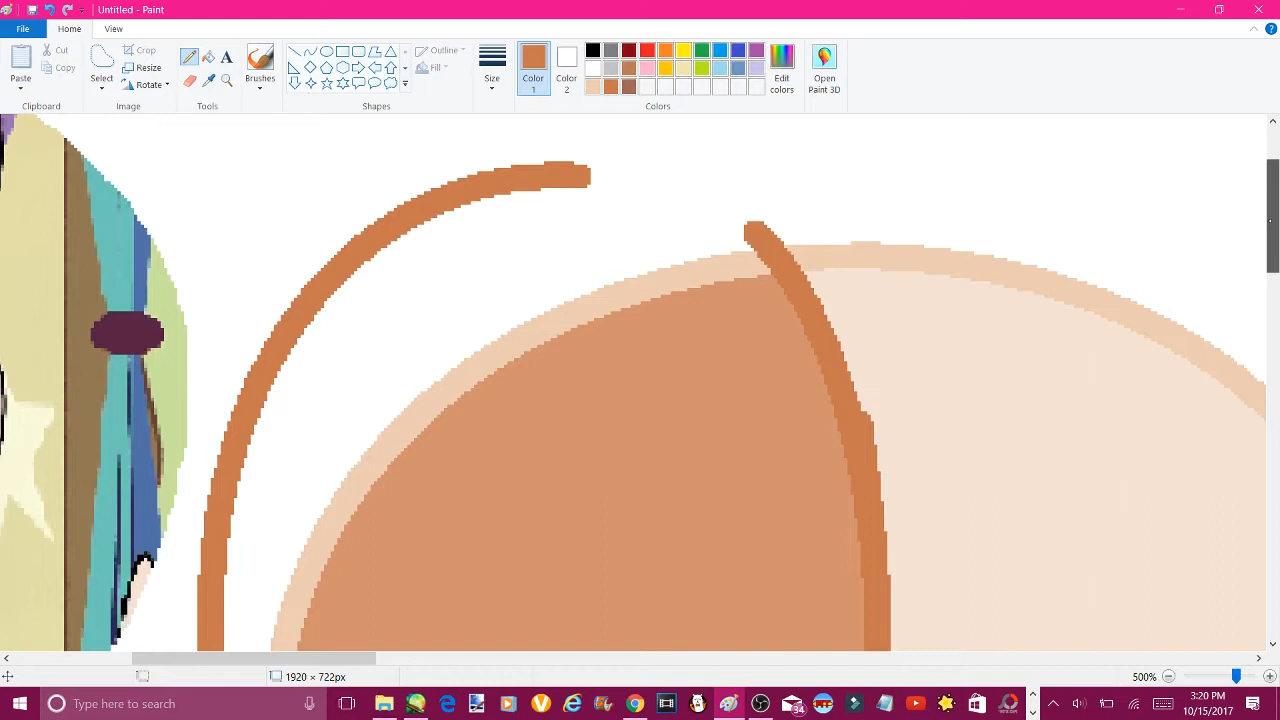 Untitled - Paint
File Home View
Paste
Cut
Copy
Clipboard
Select
Crop
Resize
Rotate
Image
A
Tools
Brushes
Outline
Fill
Shapes
Size
Color
1
Color
2
Edit
colors
Colors
Open
Paint 3D
1920 × 722px
500%
Type here to search
34
3:20 PM
10/15/2017